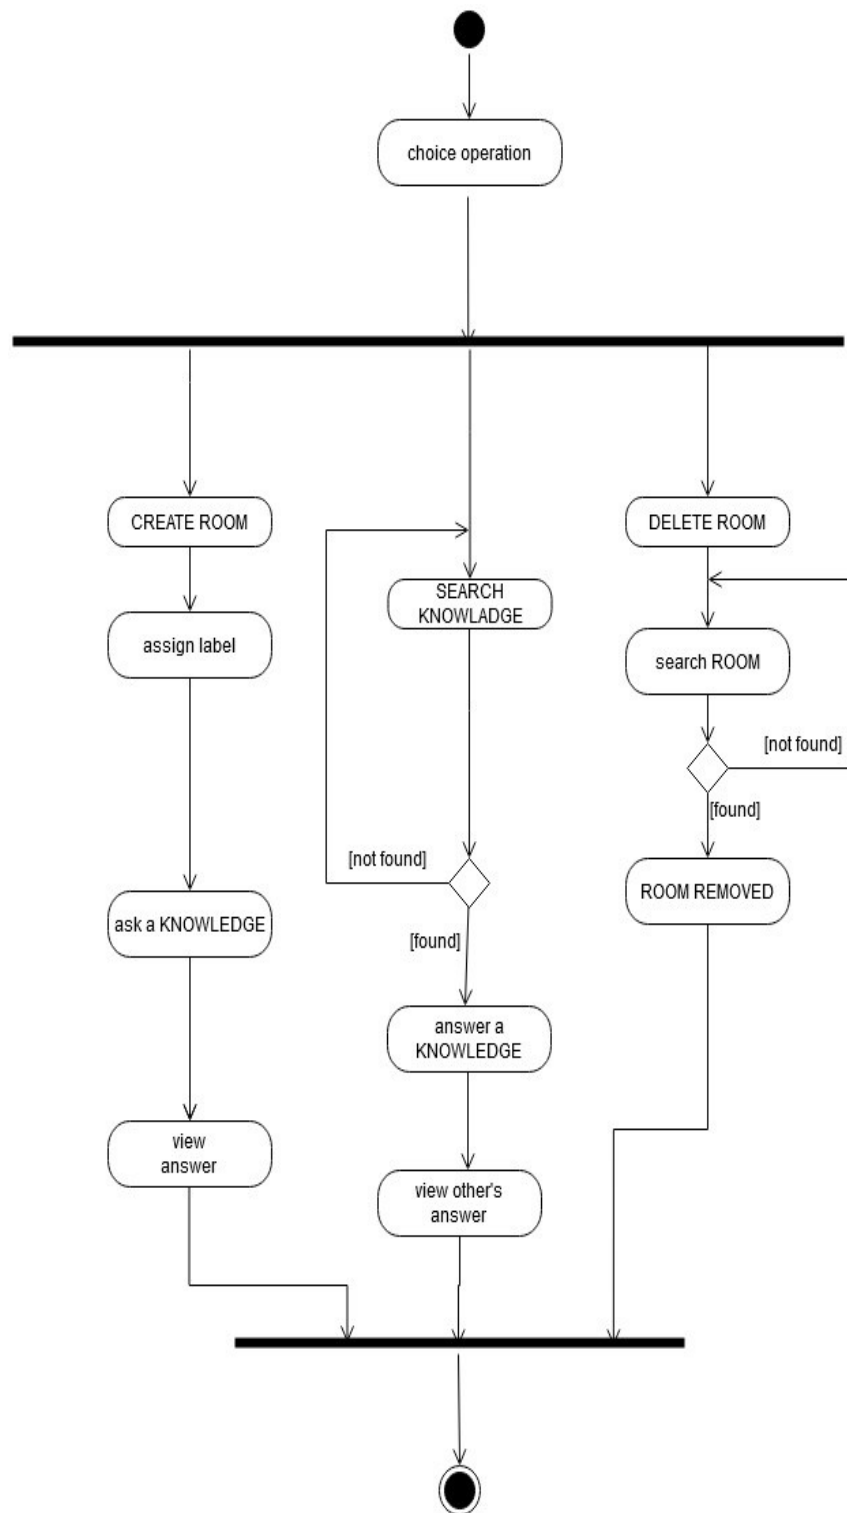 choice operation
CREATE ROOM
assign label
ask a KNOWLEDGE
view
answer
SEARCH
KNOWLADGE
[not found]
[found]
answer a
KNOWLEDGE
view other's
answer
DELETE ROOM
search ROOM
[not found]
[found]
ROOM REMOVED